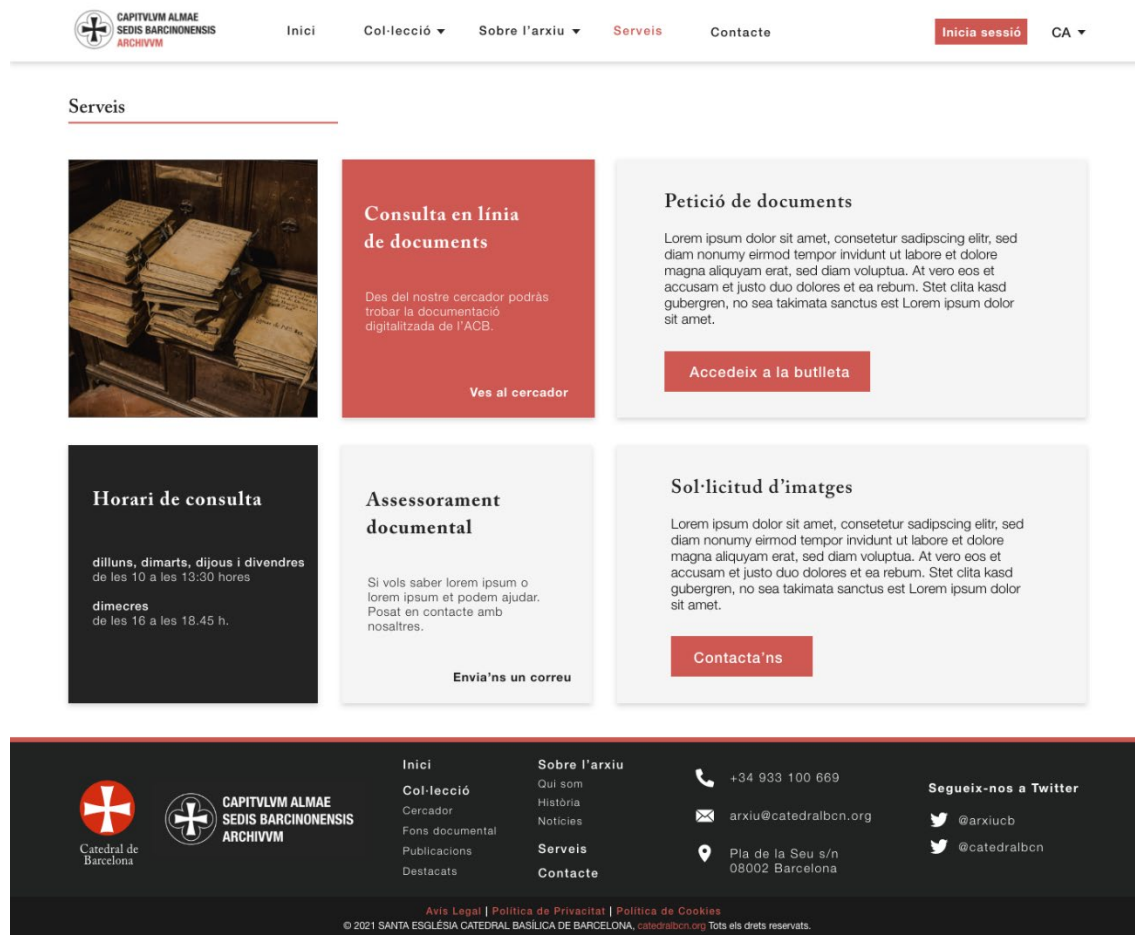 CAPITVLVM ALMAE
SEDIS BARCINONENSIS
ARCHIVVM
Inici
Col·lecció
Sobre l'arxiu
Serveis
Contacte
Inicia sessió
CA
Serveis
Consulta en línia
de documents
Des del nostre cercador podràs
trobar la documentació
digitalitzada de l'ACB.
Ves al cercador
Petició de documents
Lorem ipsum dolor sit amet, consetetur sadipscing elitr, sed
diam nonumy eirmod tempor invidunt ut labore et dolore
magna aliquyam erat, sed diam voluptua. At vero eos et
accusam et justo duo dolores et ea rebum. Stet clita kasd
gubergren, no sea takimata sanctus est Lorem ipsum dolor
sit amet.
Accedeix a la butlleta
Horari de consulta
dilluns, dimarts, dijous i divendres
de les 10 a les 13:30 hores
dimecres
de les 16 a les 18.45 h.
Assessorament
documental
Si vols saber lorem ipsum o
lorem ipsum et podem ajudar.
Posat en contacte amb
nosaltres.
Envia'ns un correu
Sol·licitud d'imatges
Lorem ipsum dolor sit amet, consetetur sadipscing elitr, sed
diam nonumy eirmod tempor invidunt ut labore et dolore
magna aliquyam erat, sed diam voluptua. At vero eos et
accusam et justo duo dolores et ea rebum. Stet clita kasd
gubergren, no sea takimata sanctus est Lorem ipsum dolor
sit amet.
Contacta'ns
Catedral de
Barcelona
CAPITVLVM ALMAE
SEDIS BARCINONENSIS
ARCHIVVM
Inici
Col·lecció
Cercador
Fons documental
Publicacions
Destacats
Sobre l'arxiu
Qui som
Història
Notícies
Serveis
Contacte
+34 933 100 669
arxiu@catedralbcn.org
Pla de la Seu s/n
08002 Barcelona
Segueix-nos a Twitter
@arxiucb
@catedralbcn
Avís Legal | Política de Privacitat | Política de Cookies
© 2021 SANTA ESGLÉSIA CATEDRAL BASÍLICA DE BARCELONA, catedralbcn.org Tots els drets reservats.